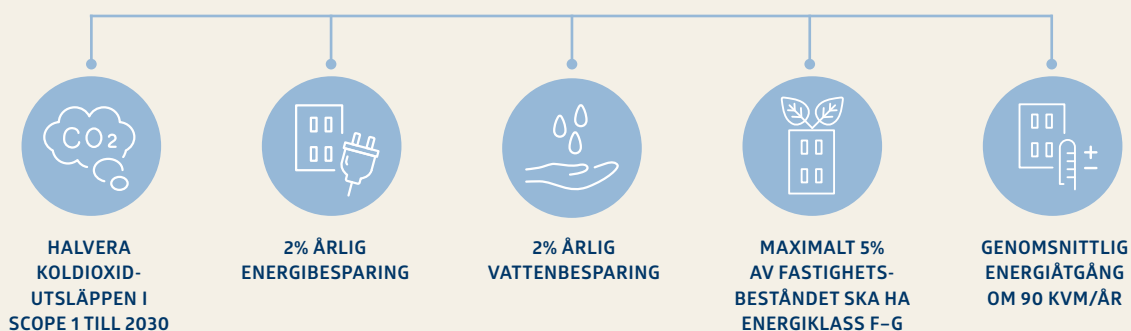 CO2
HALVERA
KOLDIOXID-
UTSLÄPPEN I
SCOPE 1 TILL 2030
2% ÅRLIG
ENERGIBESPARING
2% ÅRLIG
VATTENBESPARING
MAXIMALT 5%
AV FASTIGHETS-
BESTÅNDET SKA HA
ENERGIKLASS F–G
GENOMSNITTLIG
ENERGIÅTGÅNG
OM 90 KVM/ÅR